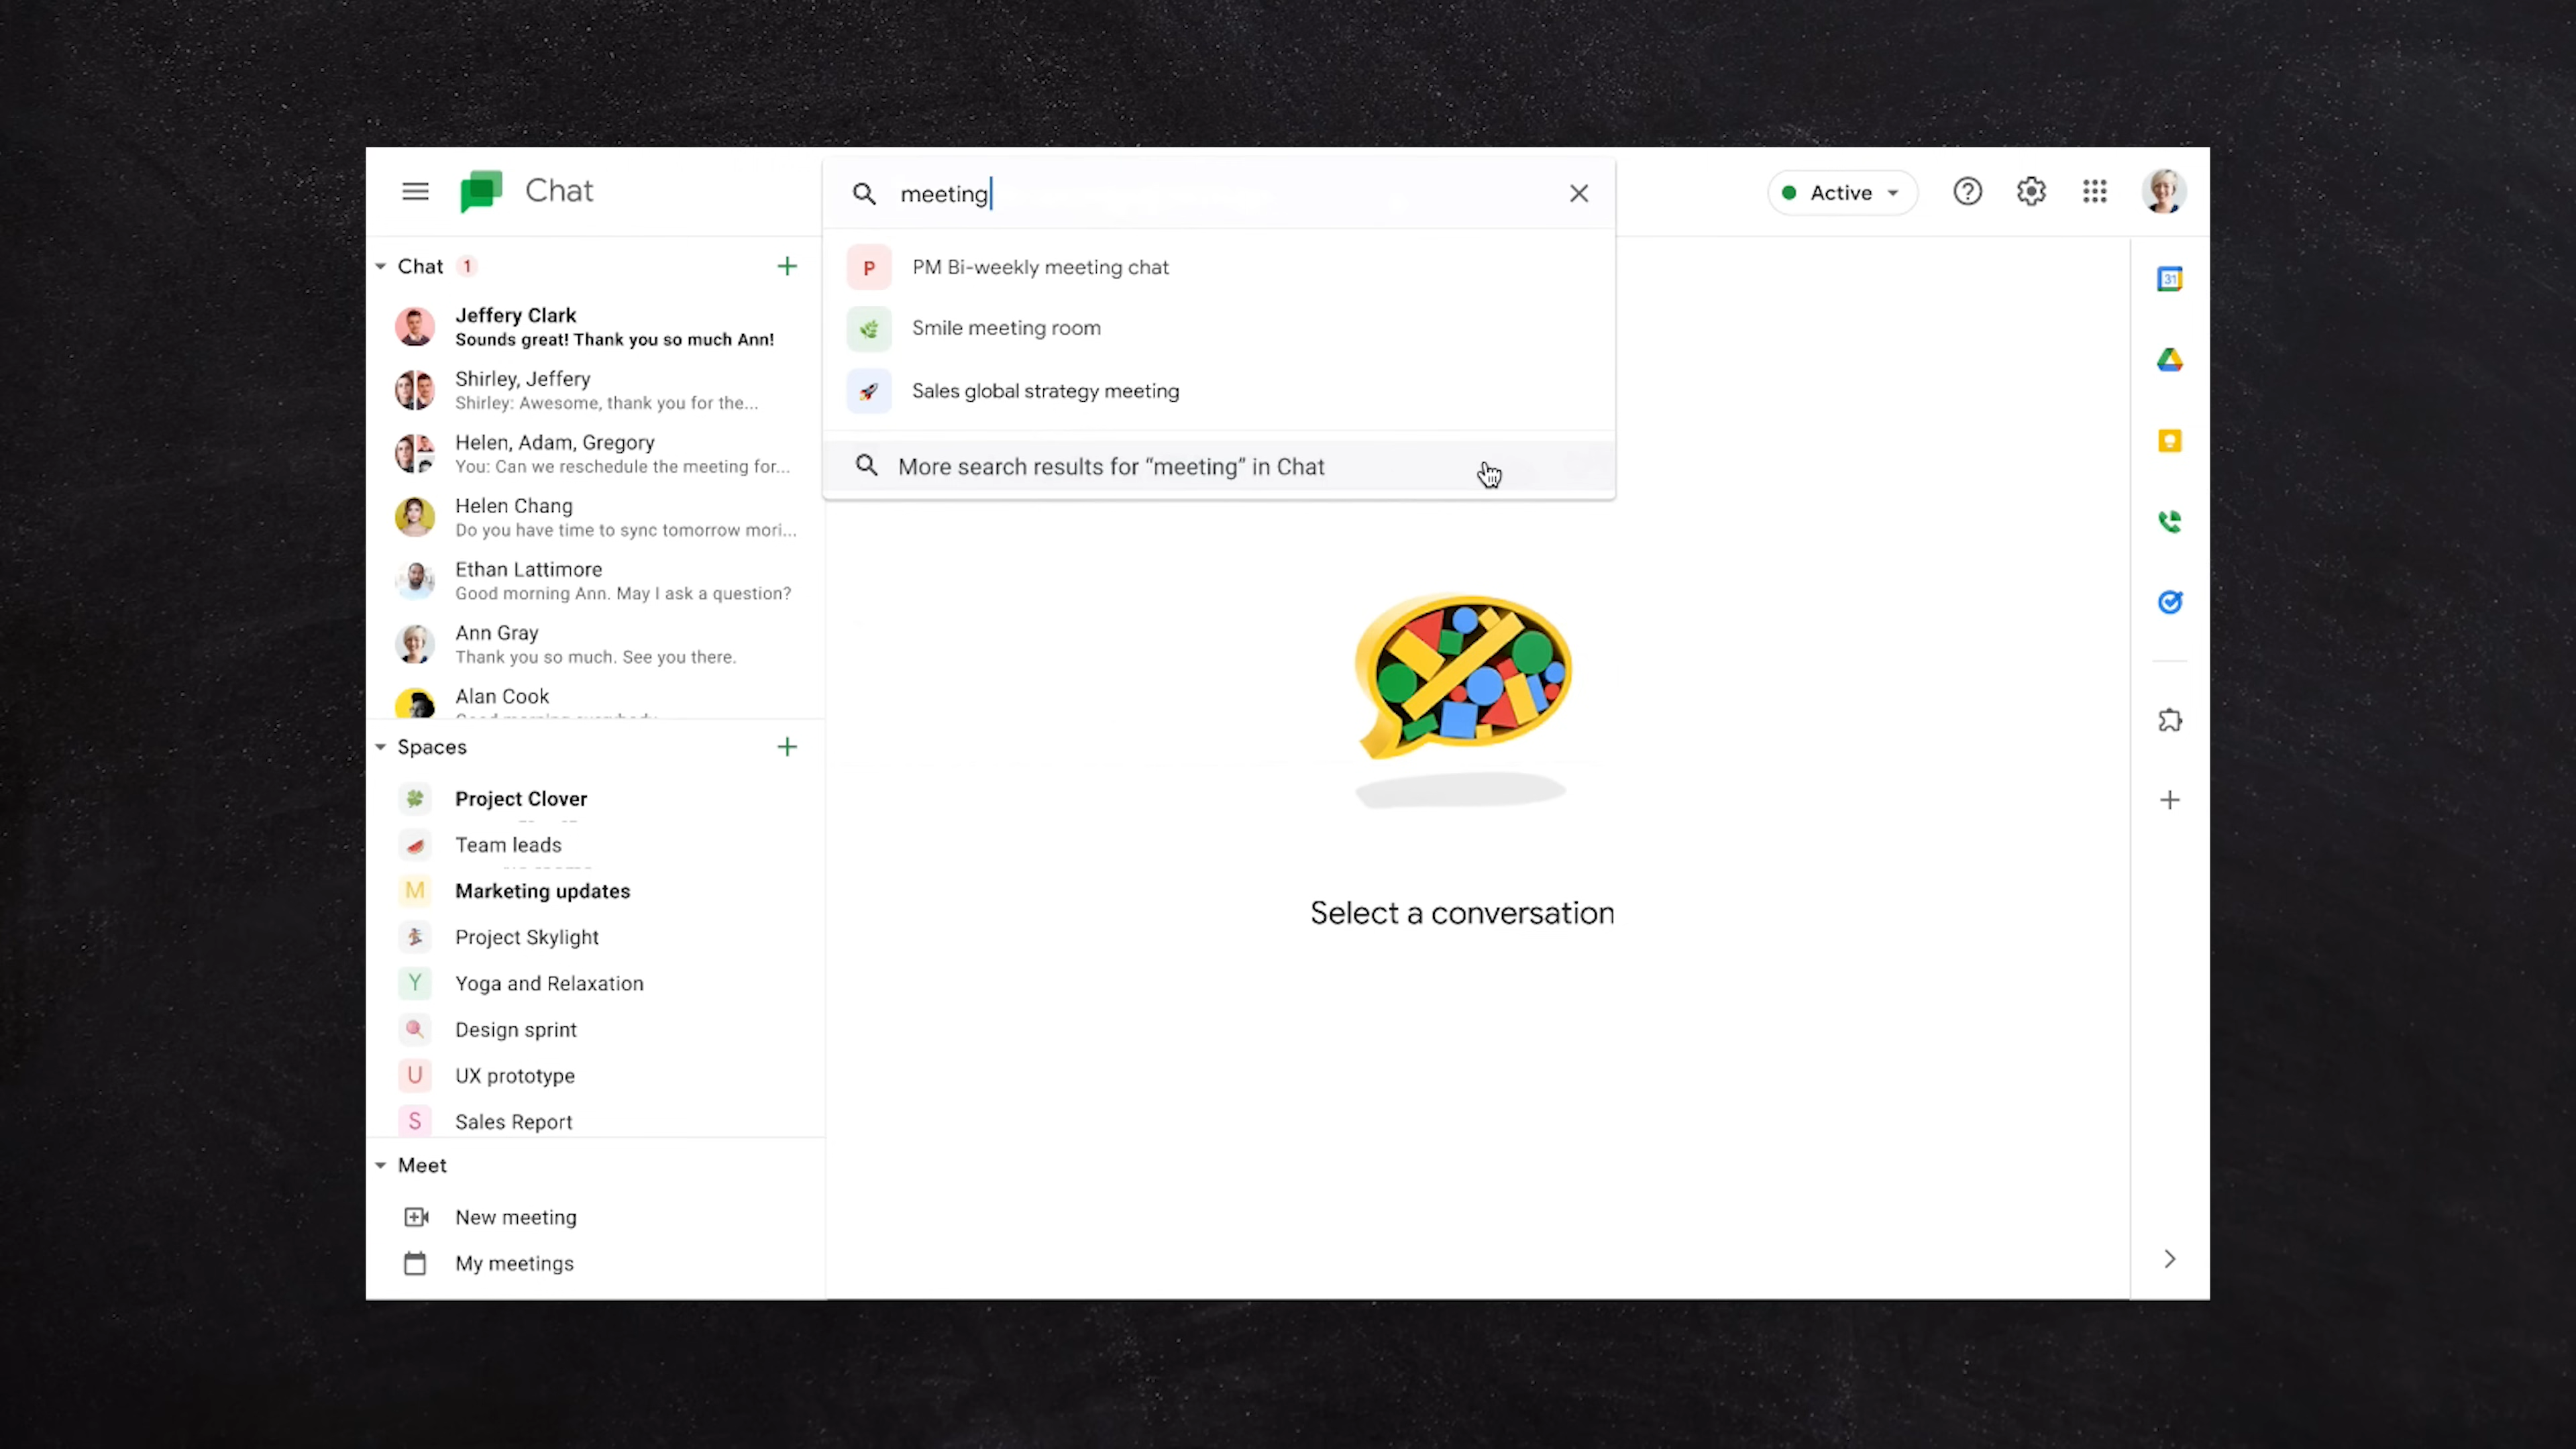 Chat
meeting
Active
Chat 1
PM Bi-weekly meeting chat
Smile meeting room
Sales global strategy meeting
More search results for “meeting” in Chat
Jeffery Clark
Sounds great! Thank you so much Ann!
Shirley, Jeffery
Shirley: Awesome, thank you for the...
Helen, Adam, Gregory
You: Can we reschedule the meeting for...
Helen Chang
Do you have time to sync tomorrow mori...
Ethan Lattimore
Good morning Ann. May I ask a question?
Ann Gray
Thank you so much. See you there.
Alan Cook
Spaces
Project Clover
Team leads
M Marketing updates
Project Skylight
Y Yoga and Relaxation
Design sprint
U UX prototype
S Sales Report
Meet
New meeting
My meetings
P
31
Select a conversation